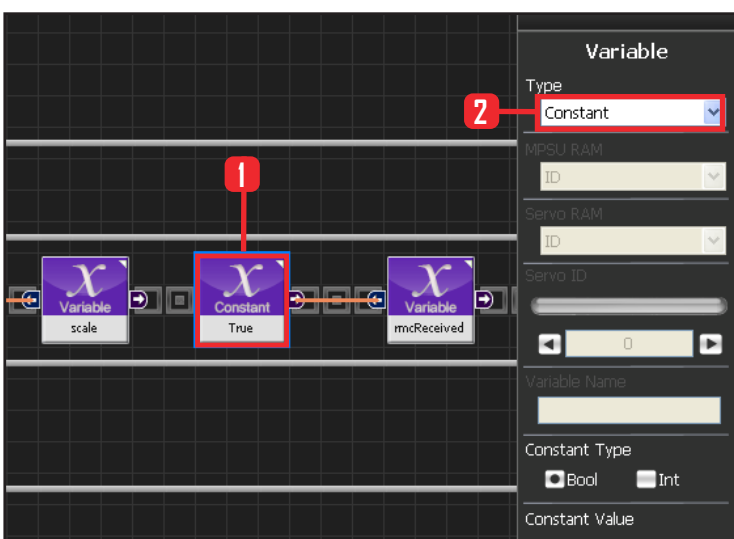 Variable
Type
2
Constant
MPSU RAM
ID
1
Servo RAM
ID
X
Variable
scale
X
Constant
True
X
Variable
rmcReceived
Servo ID
0
Variable Name
Constant Type
Bool
Int
Constant Value